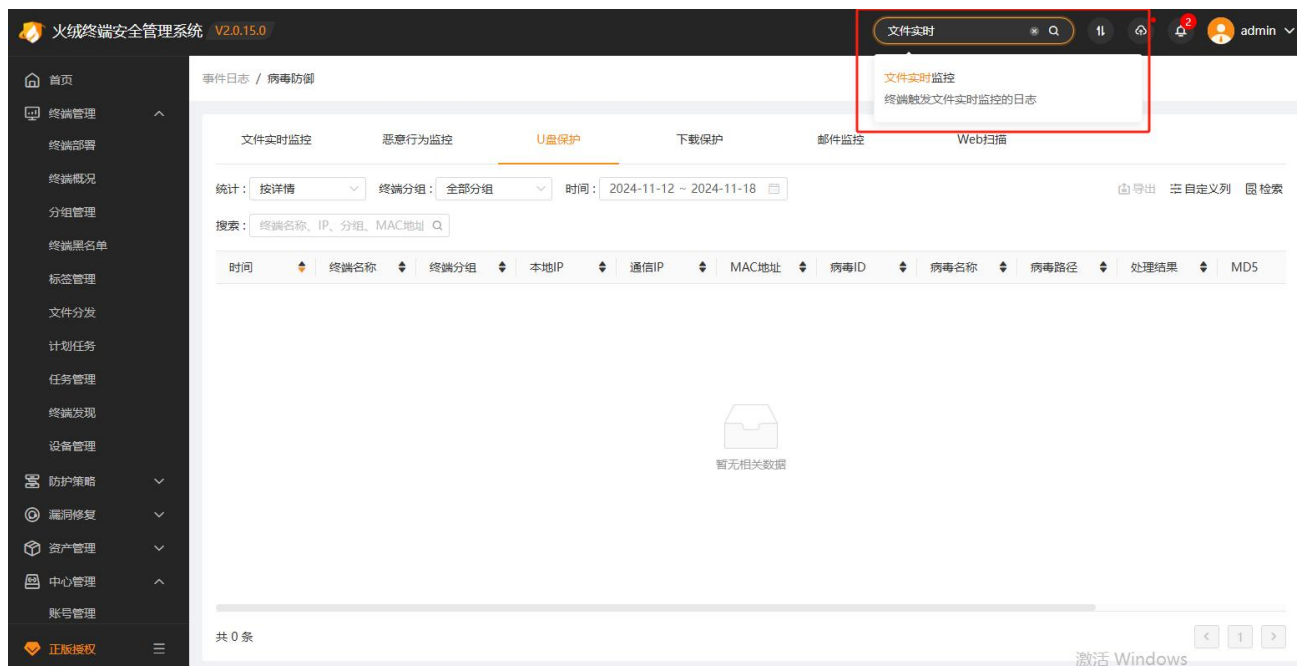 火绒终端安全管理系统 V2.0.15.0
文件实时
2
admin
文件实时监控
终端触发文件实时监控的日志
首页
终端管理
终端部署
终端概况
分组管理
终端黑名单
标签管理
文件分发
计划任务
任务管理
终端发现
设备管理
防护策略
漏洞修复
资产管理
中心管理
账号管理
正版授权
事件日志 / 病毒防御
文件实时监控 恶意行为监控 U盘保护 下载保护 邮件监控 Web扫描
统计: 按详情 终端分组: 全部分组 时间: 2024-11-12 ~ 2024-11-18 导出 自定义列 检索
搜索: 终端名称、IP、分组、MAC地址
时间 终端名称 终端分组 本地IP 通信IP MAC地址 病毒ID 病毒名称 病毒路径 处理结果 MD5
暂无相关数据
共 0 条
1
激活 Windows